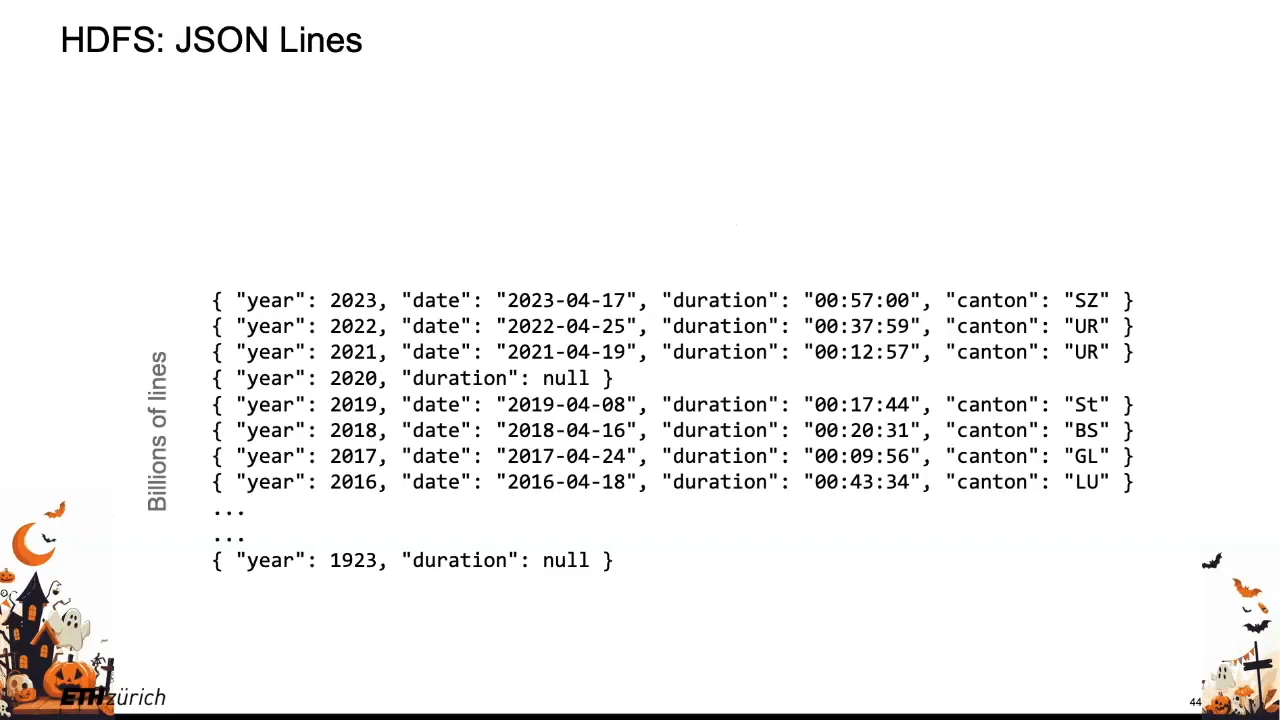 HDFS: JSON Lines
Billions of lines
{ "year": 2023, "date": "2023-04-17", "duration": "00:57:00", "canton": "SZ" }
{ "year": 2022, "date": "2022-04-25", "duration": "00:37:59", "canton": "UR" }
{ "year": 2021, "date": "2021-04-19", "duration": "00:12:57", "canton": "UR" }
{ "year": 2020, "duration": null }
{ "year": 2019, "date": "2019-04-08", "duration": "00:17:44", "canton": "St" }
{ "year": 2018, "date": "2018-04-16", "duration": "00:20:31", "canton": "BS" }
{ "year": 2017, "date": "2017-04-24", "duration": "00:09:56", "canton": "GL" }
{ "year": 2016, "date": "2016-04-18", "duration": "00:43:34", "canton": "LU" }
...
...
{ "year": 1923, "duration": null }
ETH zürich
44